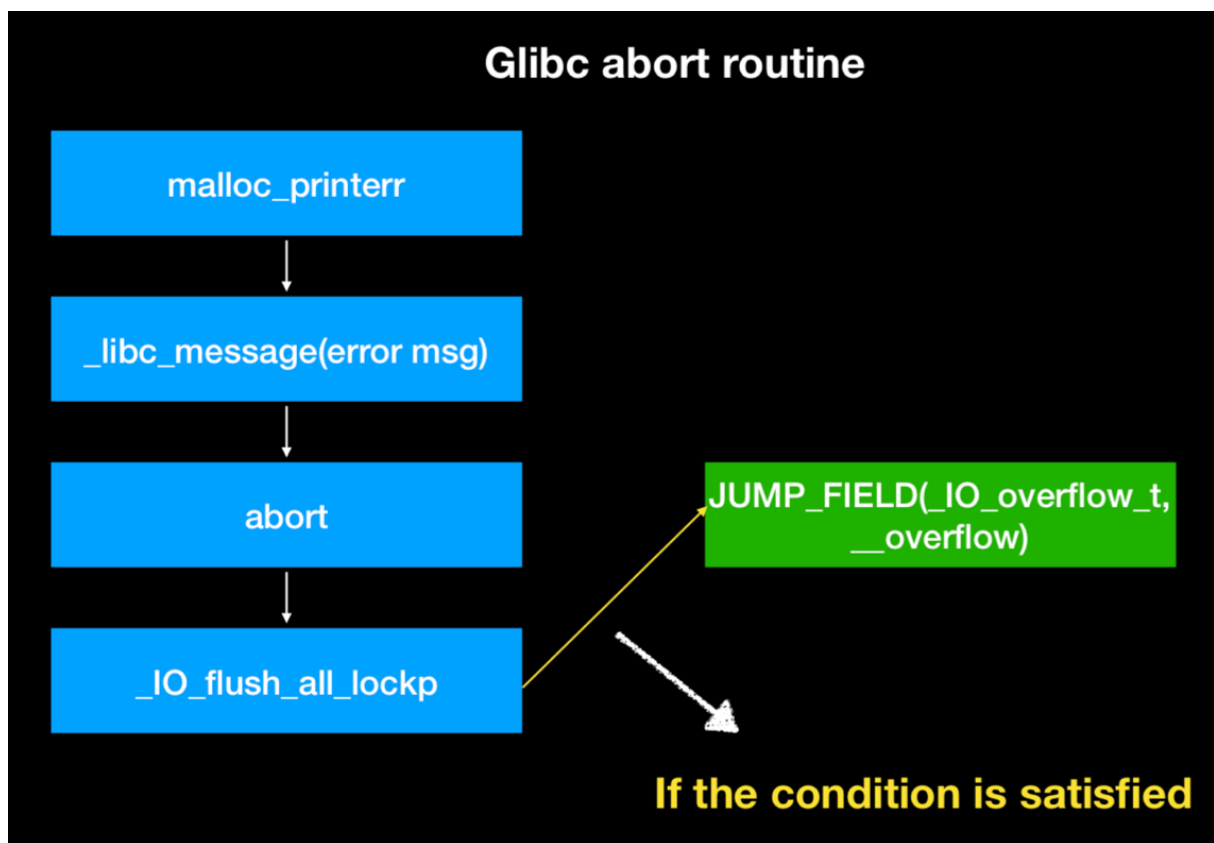 Glibc abort routine
malloc_printerr
_libc_message(error msg)
abort
JUMP_FIELD(_IO_overflow_t,
__overflow)
_IO_flush_all_lockp
If the condition is satisfied